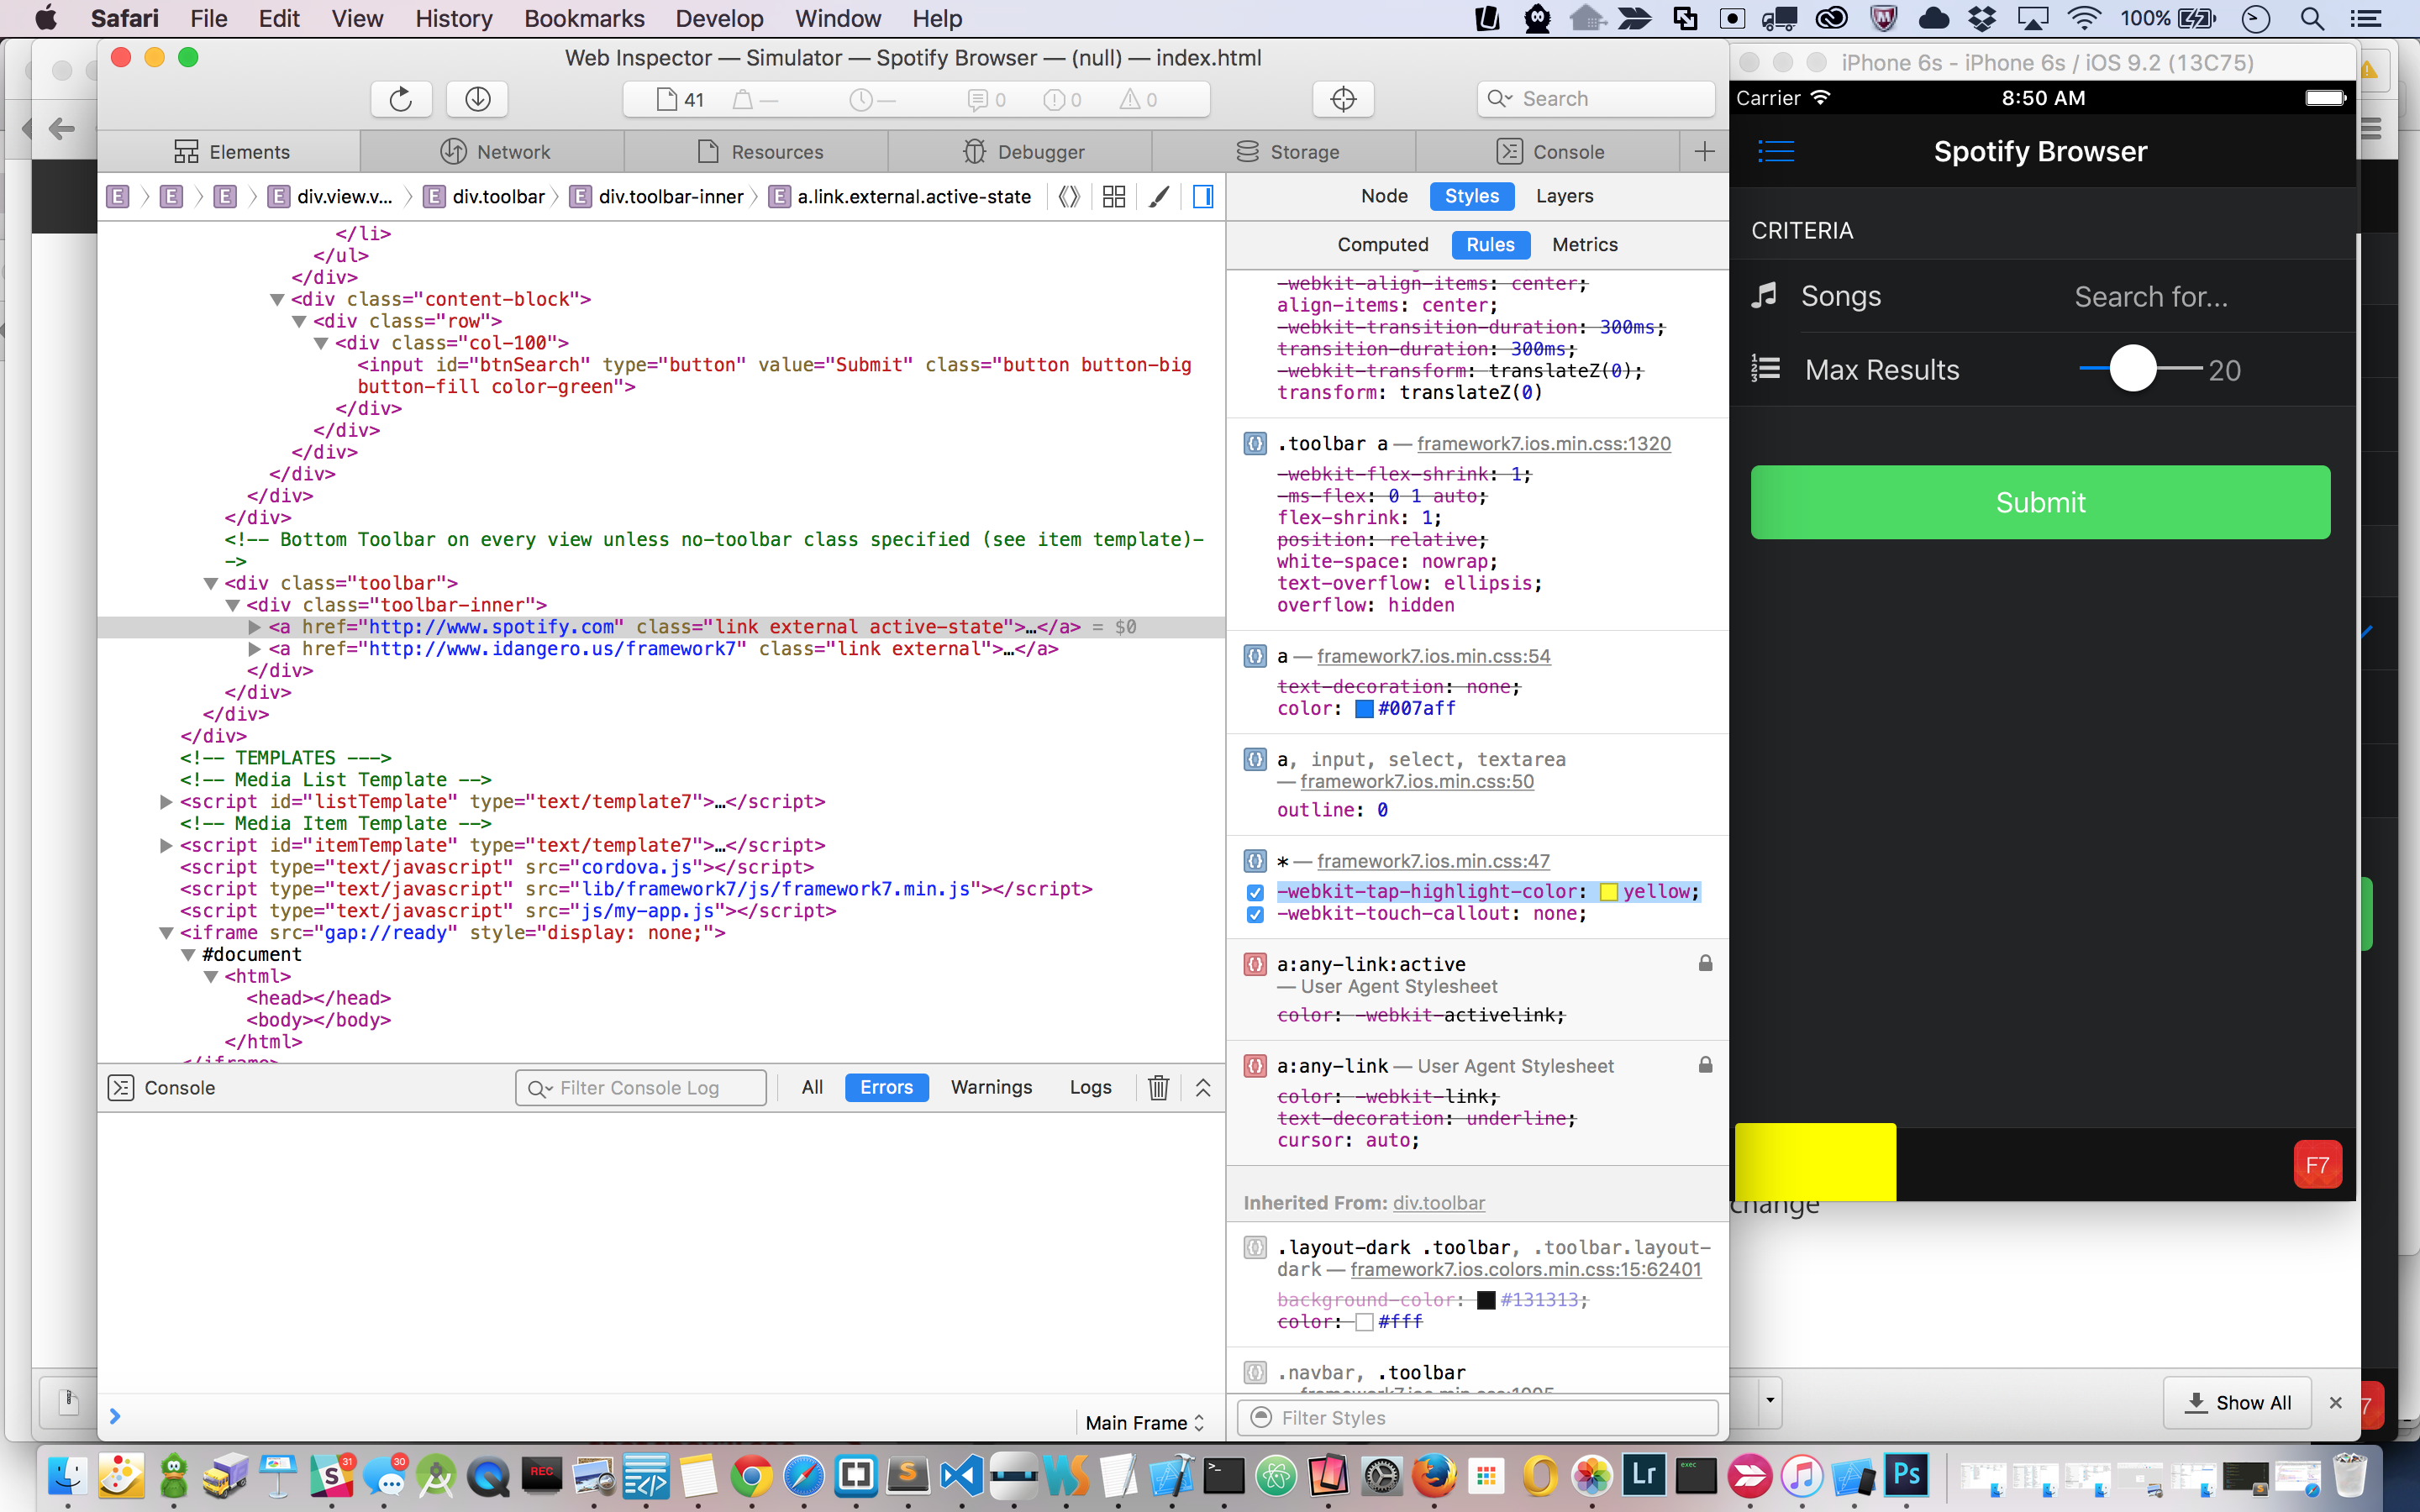 Safari File Edit View History Bookmarks Develop Window Help
100%
Web Inspector — Simulator — Spotify Browser — (null) — index.html
41 — — 0 0 0
Search
Elements Network Resources Debugger Storage Console
E E E E div.view.v... E div.toolbar E div.toolbar-inner E a.link.external.active-state
</li>
</ul>
</div>
<div class="content-block">
<div class="row">
<div class="col-100">
<input id="btnSearch" type="button" value="Submit" class="button button-big
button-fill color-green">
</div>
</div>
</div>
</div>
</div>
</div>
<!-- Bottom Toolbar on every view unless no-toolbar class specified (see item template)-
->
<div class="toolbar">
<div class="toolbar-inner">
<a href="http://www.spotify.com" class="link external active-state">…</a> = $0
<a href="http://www.idangero.us/framework7" class="link external">…</a>
</div>
</div>
</div>
</div>
<!-- TEMPLATES --->
<!-- Media List Template -->
<script id="listTemplate" type="text/template7">…</script>
<!-- Media Item Template -->
<script id="itemTemplate" type="text/template7">…</script>
<script type="text/javascript" src="cordova.js"></script>
<script type="text/javascript" src="lib/framework7/js/framework7.min.js"></script>
<script type="text/javascript" src="js/my-app.js"></script>
<iframe src="gap://ready" style="display: none;">
#document
<html>
<head></head>
<body></body>
</html>
</iframe>
Console
Filter Console Log
All Errors Warnings Logs
Main Frame
Node Styles Layers
Computed Rules Metrics
-webkit-align-items: center;
align-items: center;
-webkit-transition-duration: 300ms;
transition-duration: 300ms;
-webkit-transform: translateZ(0);
transform: translateZ(0)
.toolbar a — framework7.ios.min.css:1320
-webkit-flex-shrink: 1;
-ms-flex: 0 1 auto;
flex-shrink: 1;
position: relative;
white-space: nowrap;
text-overflow: ellipsis;
overflow: hidden
a — framework7.ios.min.css:54
text-decoration: none;
color: #007aff
a, input, select, textarea
— framework7.ios.min.css:50
outline: 0
* — framework7.ios.min.css:47
-webkit-tap-highlight-color: yellow;
-webkit-touch-callout: none;
a:any-link:active
— User Agent Stylesheet
color: -webkit-activelink;
a:any-link — User Agent Stylesheet
color: -webkit-link;
text-decoration: underline;
cursor: auto;
Inherited From: div.toolbar
.layout-dark .toolbar, .toolbar.layout-
dark — framework7.ios.colors.min.css:15:62401
background-color: #131313;
color: #fff
.navbar, .toolbar
Filter Styles
iPhone 6s - iPhone 6s / iOS 9.2 (13C75)
Carrier 8:50 AM
Spotify Browser
CRITERIA
Songs Search for...
1
2
3
Max Results 20
Submit
F7
change
Show All
7
31
30
REC
S
S
WS
Lr
exec
Ps